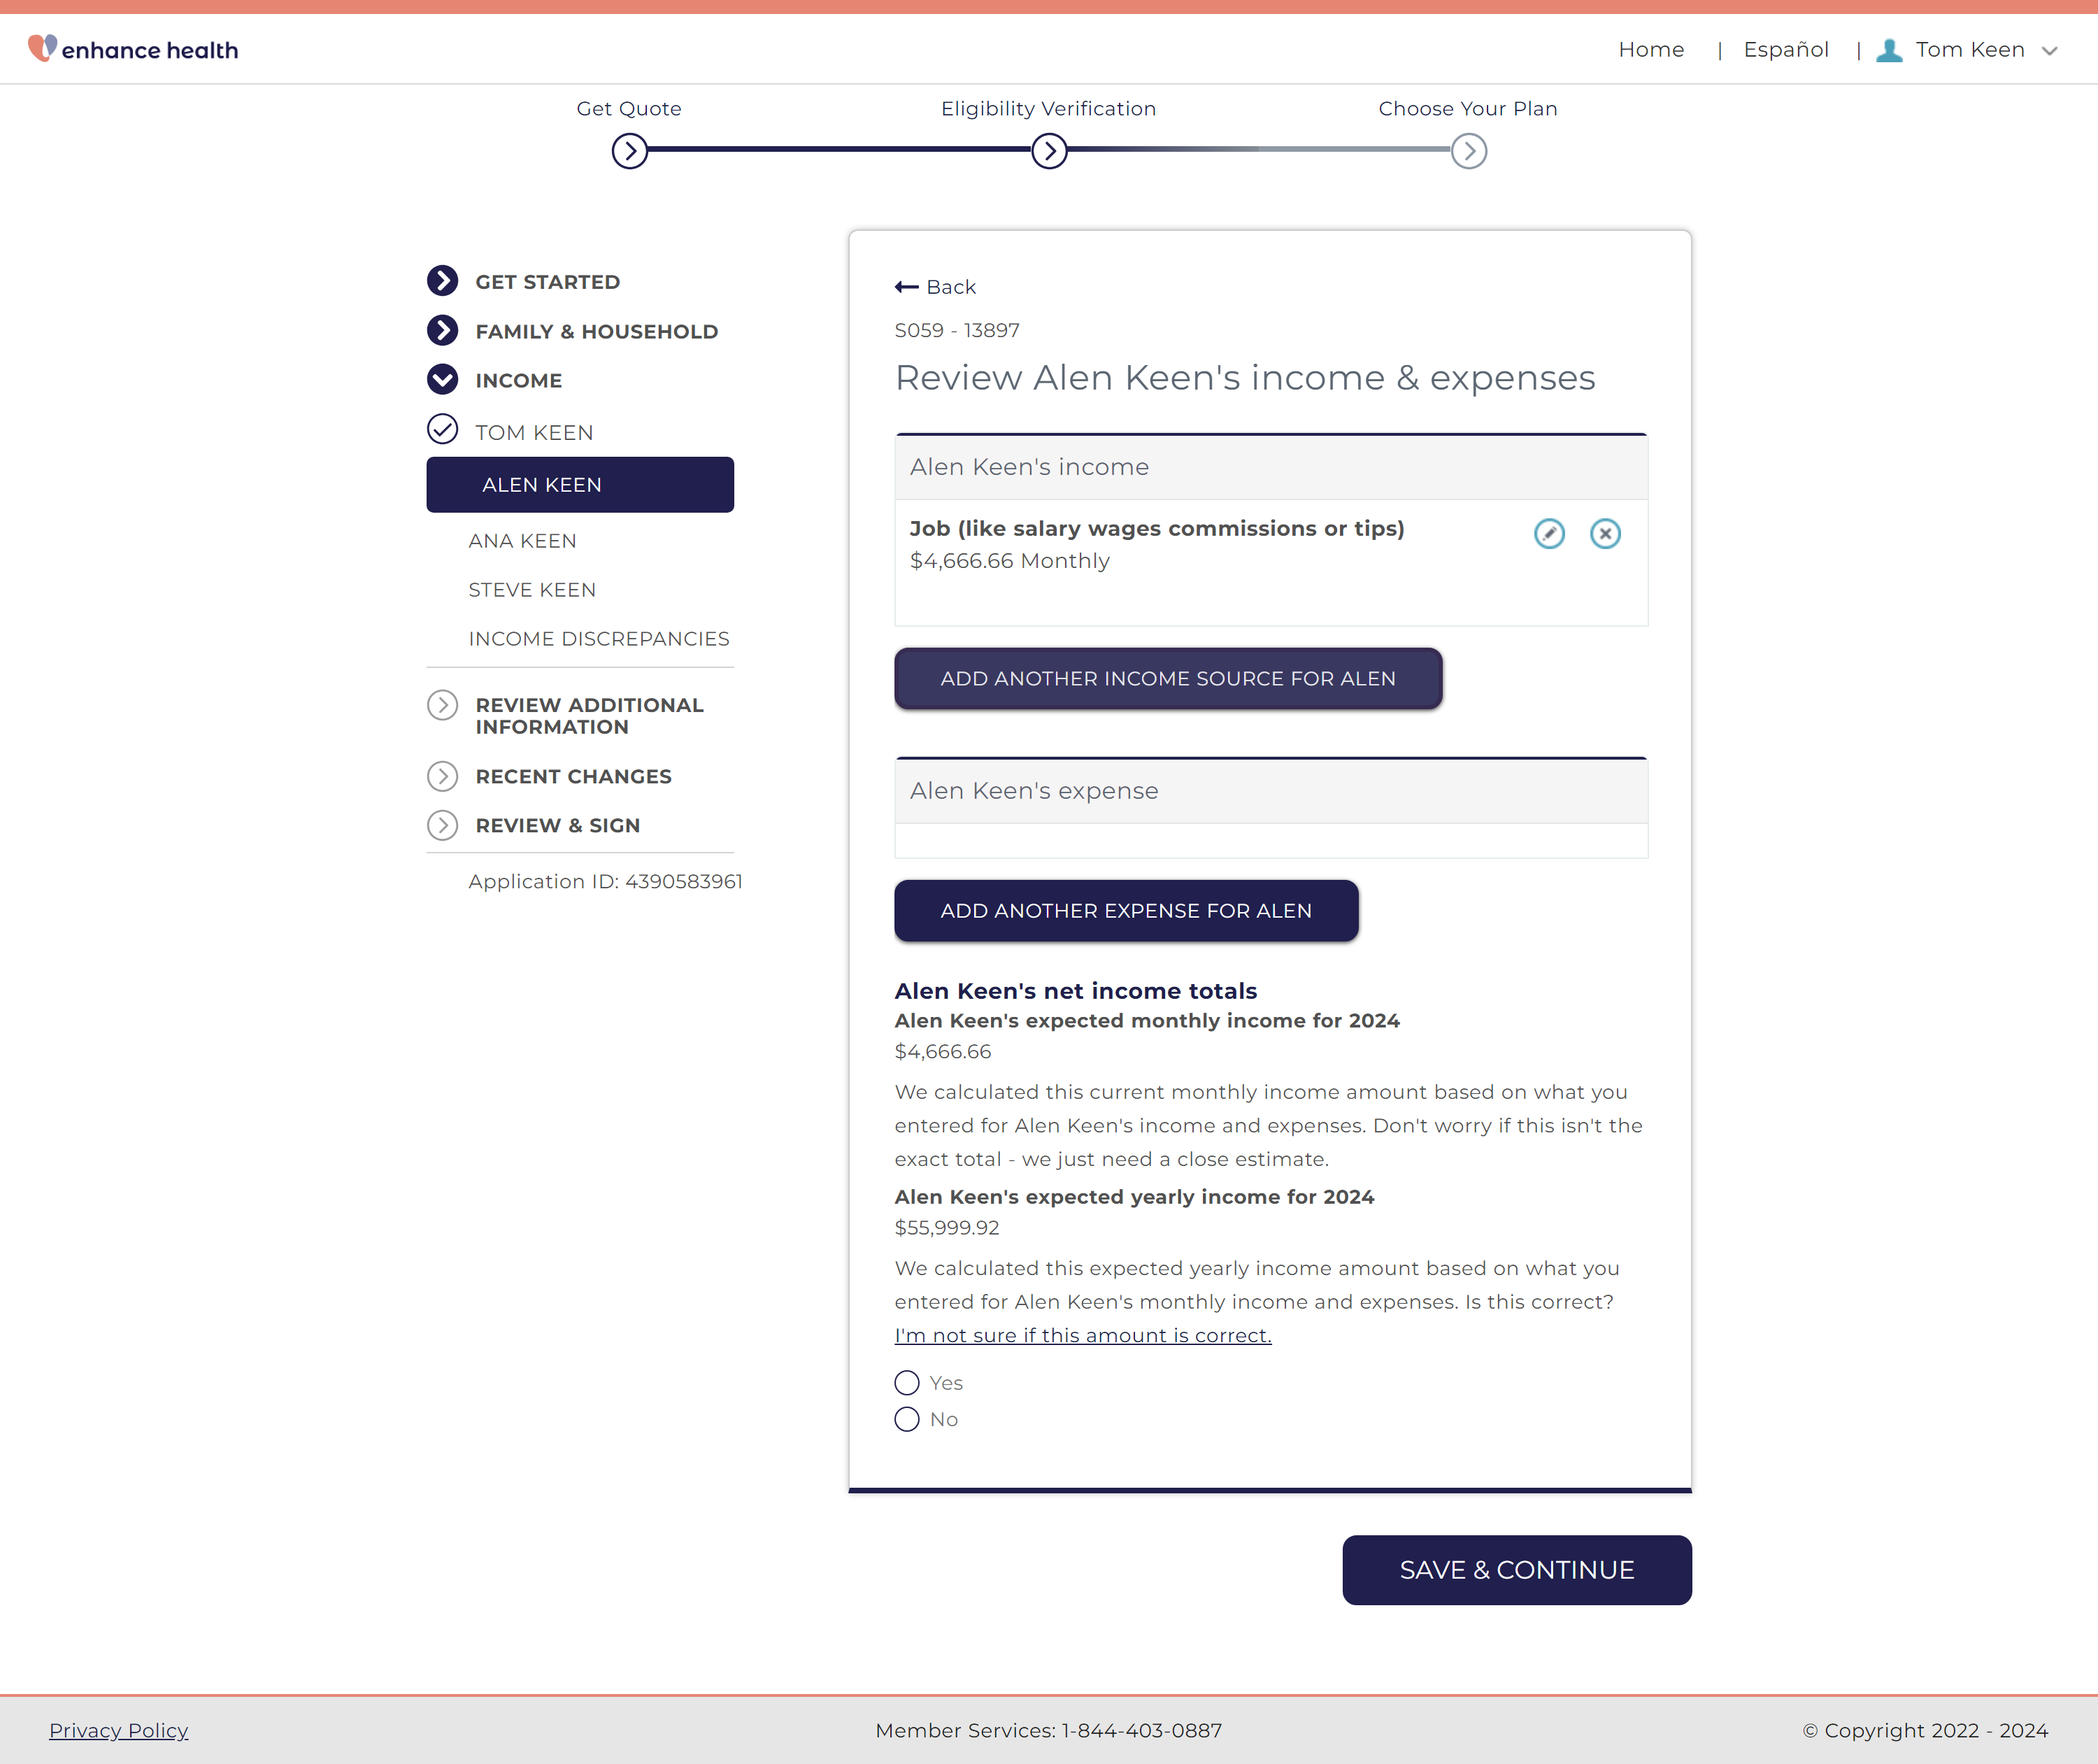 enhance health
Home | Español | Tom Keen
Get Quote
Eligibility Verification
Choose Your Plan
GET STARTED
FAMILY & HOUSEHOLD
INCOME
TOM KEEN
ALEN KEEN
ANA KEEN
STEVE KEEN
INCOME DISCREPANCIES
REVIEW ADDITIONAL
INFORMATION
RECENT CHANGES
REVIEW & SIGN
Application ID: 4390583961
Back
S059 - 13897
Review Alen Keen's income & expenses
Alen Keen's income
Job (like salary wages commissions or tips)
$4,666.66 Monthly
ADD ANOTHER INCOME SOURCE FOR ALEN
Alen Keen's expense
ADD ANOTHER EXPENSE FOR ALEN
Alen Keen's net income totals
Alen Keen's expected monthly income for 2024
$4,666.66
We calculated this current monthly income amount based on what you
entered for Alen Keen's income and expenses. Don't worry if this isn't the
exact total - we just need a close estimate.
Alen Keen's expected yearly income for 2024
$55,999.92
We calculated this expected yearly income amount based on what you
entered for Alen Keen's monthly income and expenses. Is this correct?
I'm not sure if this amount is correct.
Yes
No
SAVE & CONTINUE
Privacy Policy
Member Services: 1-844-403-0887
© Copyright 2022 - 2024